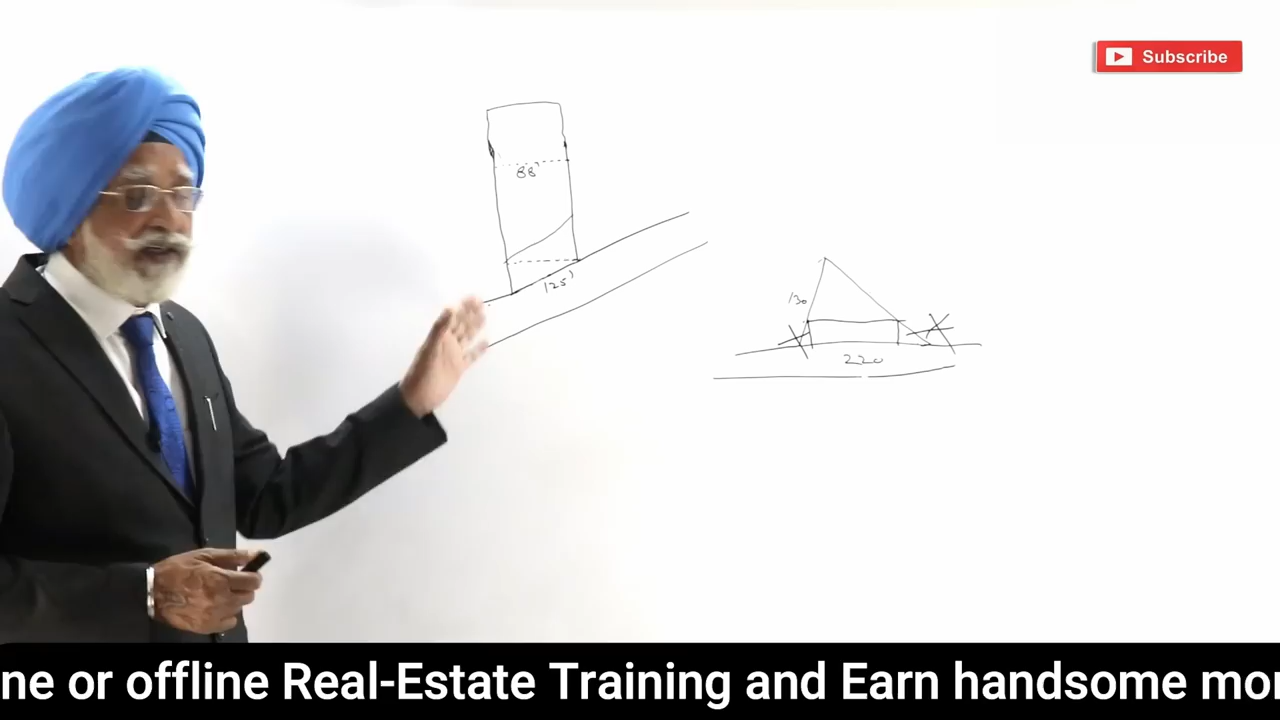 Subscribe
88'
125'
130
220
ne or offline Real-Estate Training and Earn handsome mor